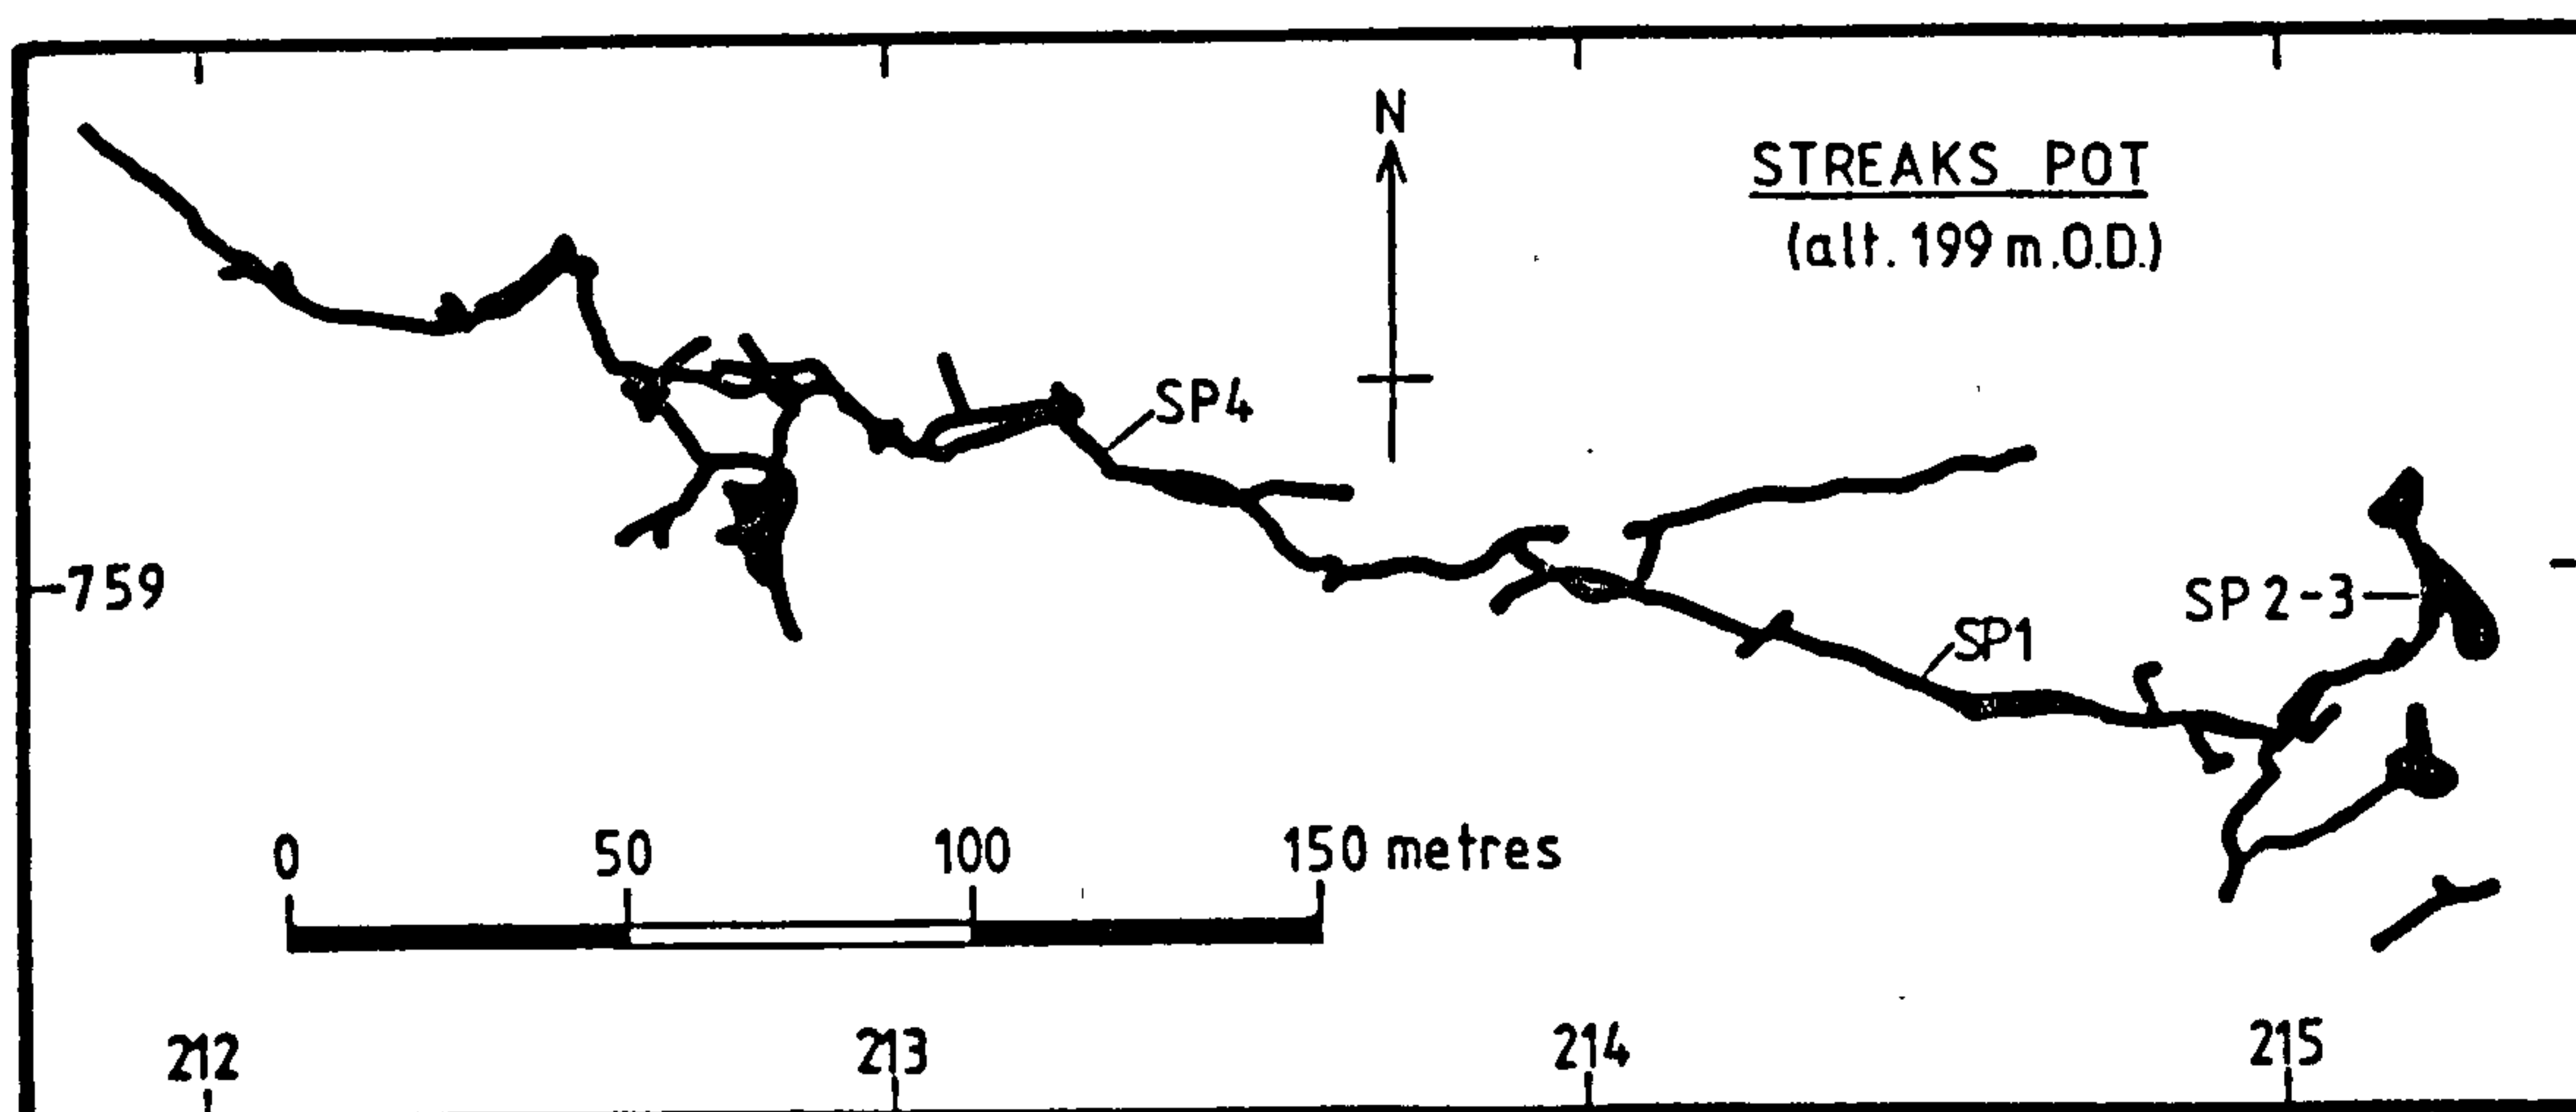 N
STREAKS POT
(alt. 199 m.O.D.)
SP4
759
SP 2-3
SP1
0 50 100 150 metres
212 213 214 215